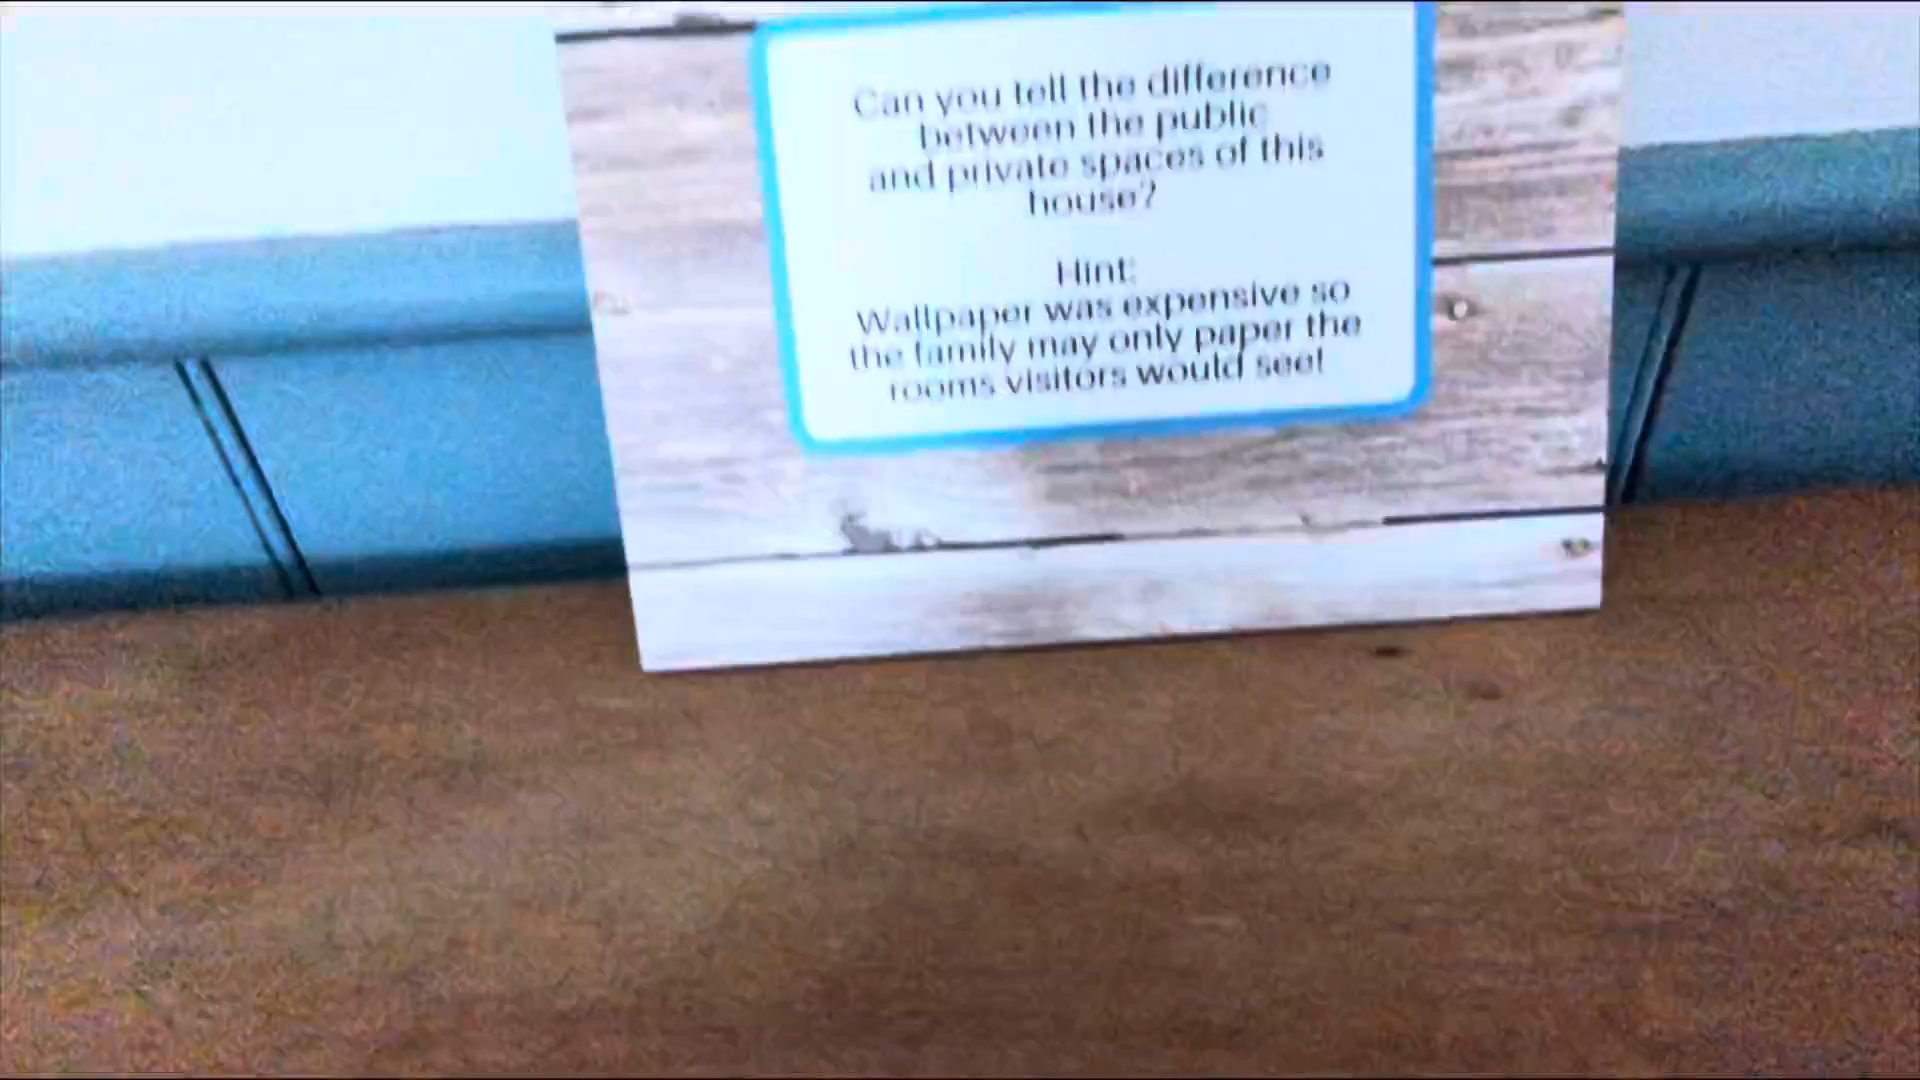 Can you tell the difference
between the public
and private spaces of this
house?
Hint:
Wallpaper was expensive so
the family may only paper the
rooms visitors would see!